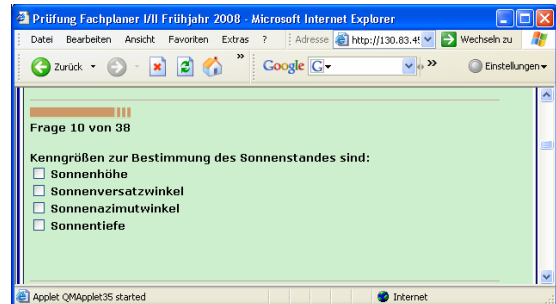 Prüfung Fachplaner I/II Frühjahr 2008 - Microsoft Internet Explorer
Datei Bearbeiten Ansicht Favoriten Extras ? Adresse http://130.83.4 Wechseln zu
Zurück » Google G » Einstellungen
Frage 10 von 38
Kenngrößen zur Bestimmung des Sonnenstandes sind:
Sonnenhöhe
Sonnenversatzwinkel
Sonnenazimutwinkel
Sonnentiefe
Applet QMApplet35 started Internet